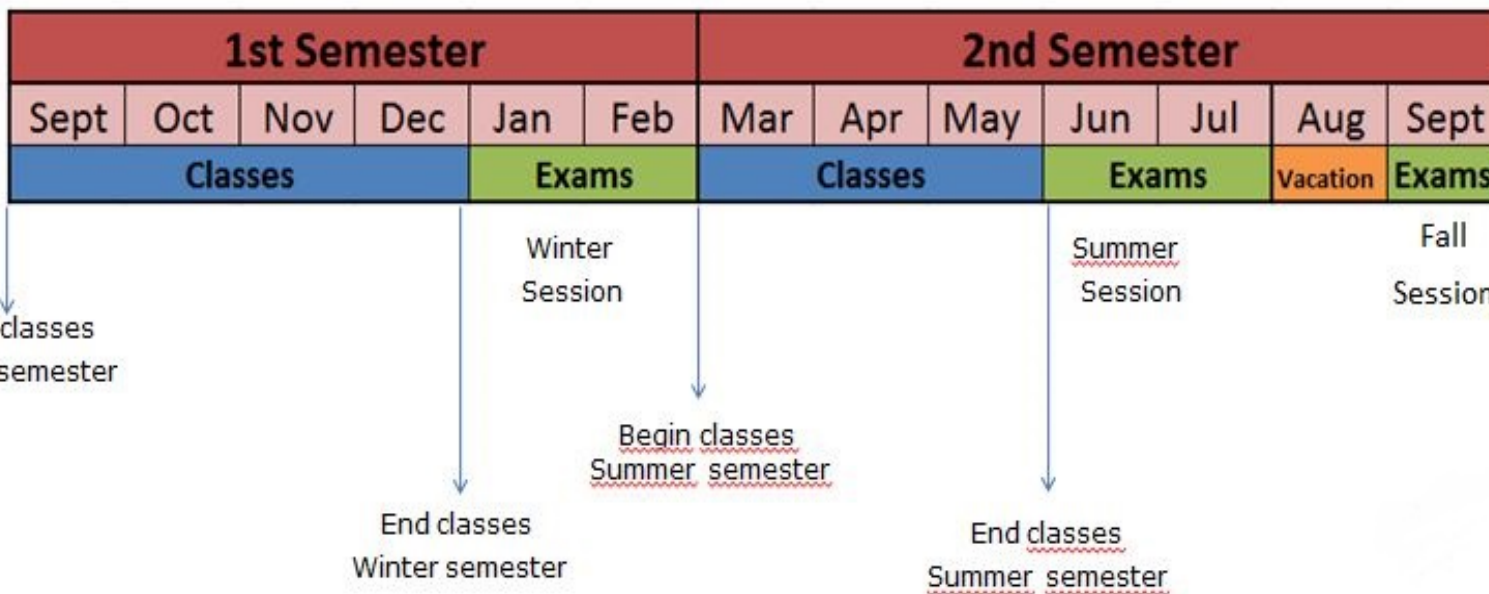 1st Semester 2nd Semester
Sept Oct Nov Dec Jan Feb Mar Apr May Jun Jul Aug Sept
Classes Exams Classes Exams Vacation Exams
Winter
Session
Summer
Session
Fall
Session
classes
semester
Begin classes
Summer semester
End classes
Winter semester
End classes
Summer semester